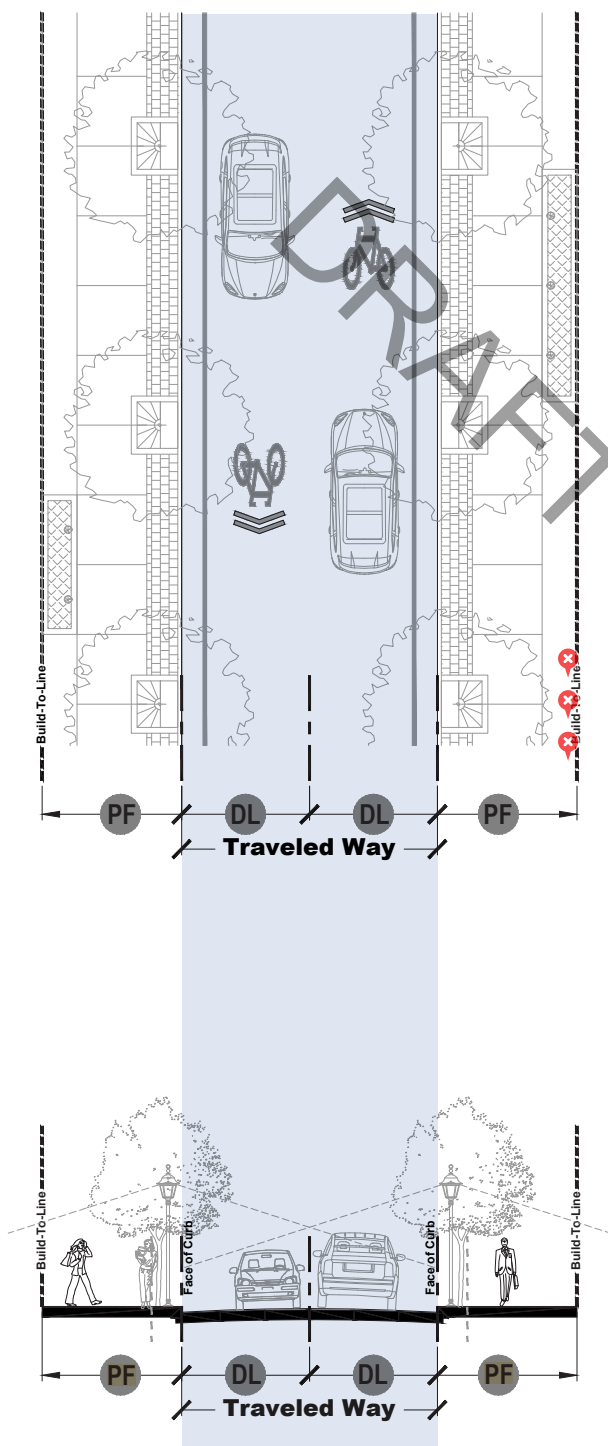 DRAFT
Build-To-Line
Build-To-Line
PF
DL
DL
PF
Traveled Way
Build-To-Line
Face of Curb
Face of Curb
Build-To-Line
PF
DL
DL
PF
Traveled Way